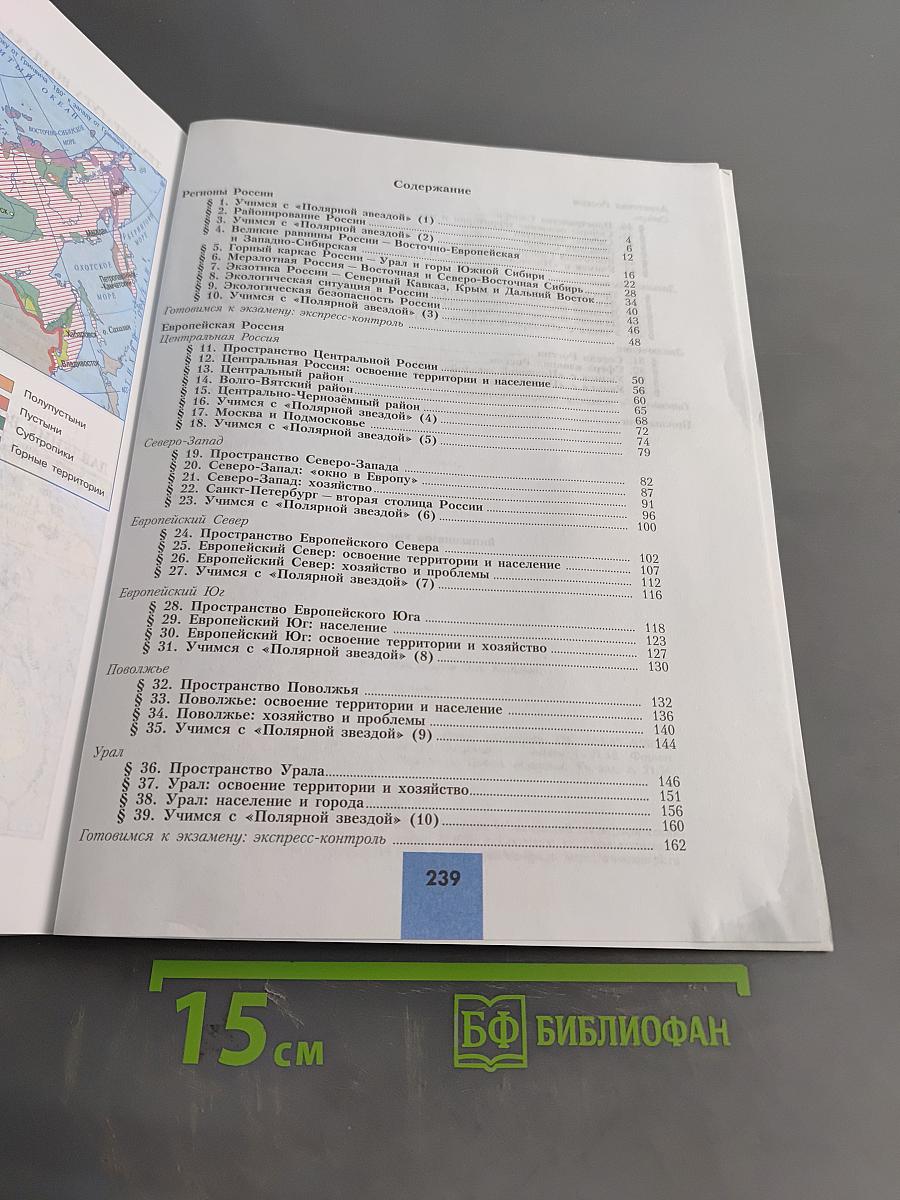 ВОСТОЧНО-СИБИРСКОЕ
МОРЕ
Магадан
ОХОТСКОЕ
МОРЕ
Петропавловск-
Камчатский
о. Сахалин
Хабаровск
Владивосток
Полупустыни
Пустыни
Субтропики
Горные территории
Содержание
Регионы России
§ 1. Учимся с «Полярной звездой» (1) 4
§ 2. Районирование России 6
§ 3. Учимся с «Полярной звездой» (2) 12
§ 4. Великие равнины России — Восточно-Европейская
и Западно-Сибирская 16
§ 5. Горный каркас России — Урал и горы Южной Сибири 22
§ 6. Мерзлотная Россия — Восточная и Северо-Восточная Сибирь 28
§ 7. Экзотика России — Северный Кавказ, Крым и Дальний Восток 34
§ 8. Экологическая ситуация в России 40
§ 9. Экологическая безопасность России 43
§ 10. Учимся с «Полярной звездой» (3) 46
Готовимся к экзамену: экспресс-контроль 48
Европейская Россия
Центральная Россия
§ 11. Пространство Центральной России 50
§ 12. Центральная Россия: освоение территории и население 56
§ 13. Центральный район 60
§ 14. Волго-Вятский район 65
§ 15. Центрально-Чернозёмный район 68
§ 16. Учимся с «Полярной звездой» (4) 72
§ 17. Москва и Подмосковье 74
§ 18. Учимся с «Полярной звездой» (5) 79
Северо-Запад
§ 19. Пространство Северо-Запада 82
§ 20. Северо-Запад: «окно в Европу» 87
§ 21. Северо-Запад: хозяйство 91
§ 22. Санкт-Петербург — вторая столица России 96
§ 23. Учимся с «Полярной звездой» (6) 100
Европейский Север
§ 24. Пространство Европейского Севера 102
§ 25. Европейский Север: освоение территории и население 107
§ 26. Европейский Север: хозяйство и проблемы 112
§ 27. Учимся с «Полярной звездой» (7) 116
Европейский Юг
§ 28. Пространство Европейского Юга 118
§ 29. Европейский Юг: население 123
§ 30. Европейский Юг: освоение территории и хозяйство 127
§ 31. Учимся с «Полярной звездой» (8) 130
Поволжье
§ 32. Пространство Поволжья 132
§ 33. Поволжье: освоение территории и население 136
§ 34. Поволжье: хозяйство и проблемы 140
§ 35. Учимся с «Полярной звездой» (9) 144
Урал
§ 36. Пространство Урала 146
§ 37. Урал: освоение территории и хозяйство 151
§ 38. Урал: население и города 156
§ 39. Учимся с «Полярной звездой» (10) 160
Готовимся к экзамену: экспресс-контроль 162
239
15 см
БФ БИБЛИОФАН